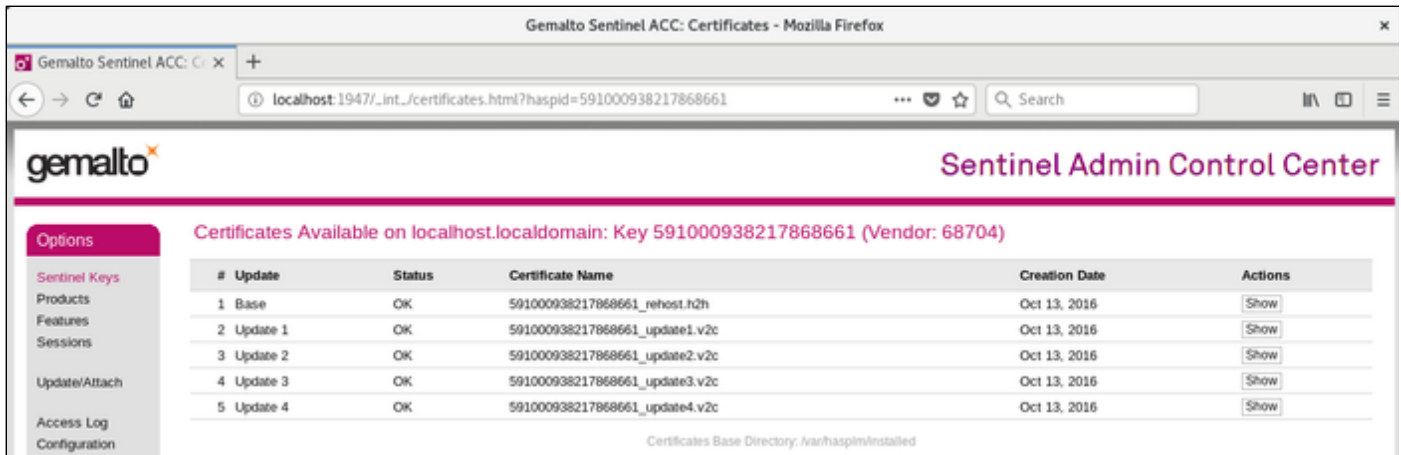 Gemalto Sentinel ACC: Certificates - Mozilla Firefox
Gemalto Sentinel ACC: Ce
localhost:1947/_int_/certificates.html?haspid=591000938217868661
Search
gemalto
Sentinel Admin Control Center
Options
Sentinel Keys
Products
Features
Sessions
Update/Attach
Access Log
Configuration
Certificates Available on localhost.localdomain: Key 591000938217868661 (Vendor: 68704)
# Update Status Certificate Name Creation Date Actions
1 Base OK 591000938217868661_rehost.h2h Oct 13, 2016 Show
2 Update 1 OK 591000938217868661_update1.v2c Oct 13, 2016 Show
3 Update 2 OK 591000938217868661_update2.v2c Oct 13, 2016 Show
4 Update 3 OK 591000938217868661_update3.v2c Oct 13, 2016 Show
5 Update 4 OK 591000938217868661_update4.v2c Oct 13, 2016 Show
Certificates Base Directory: /var/hasplm/installed